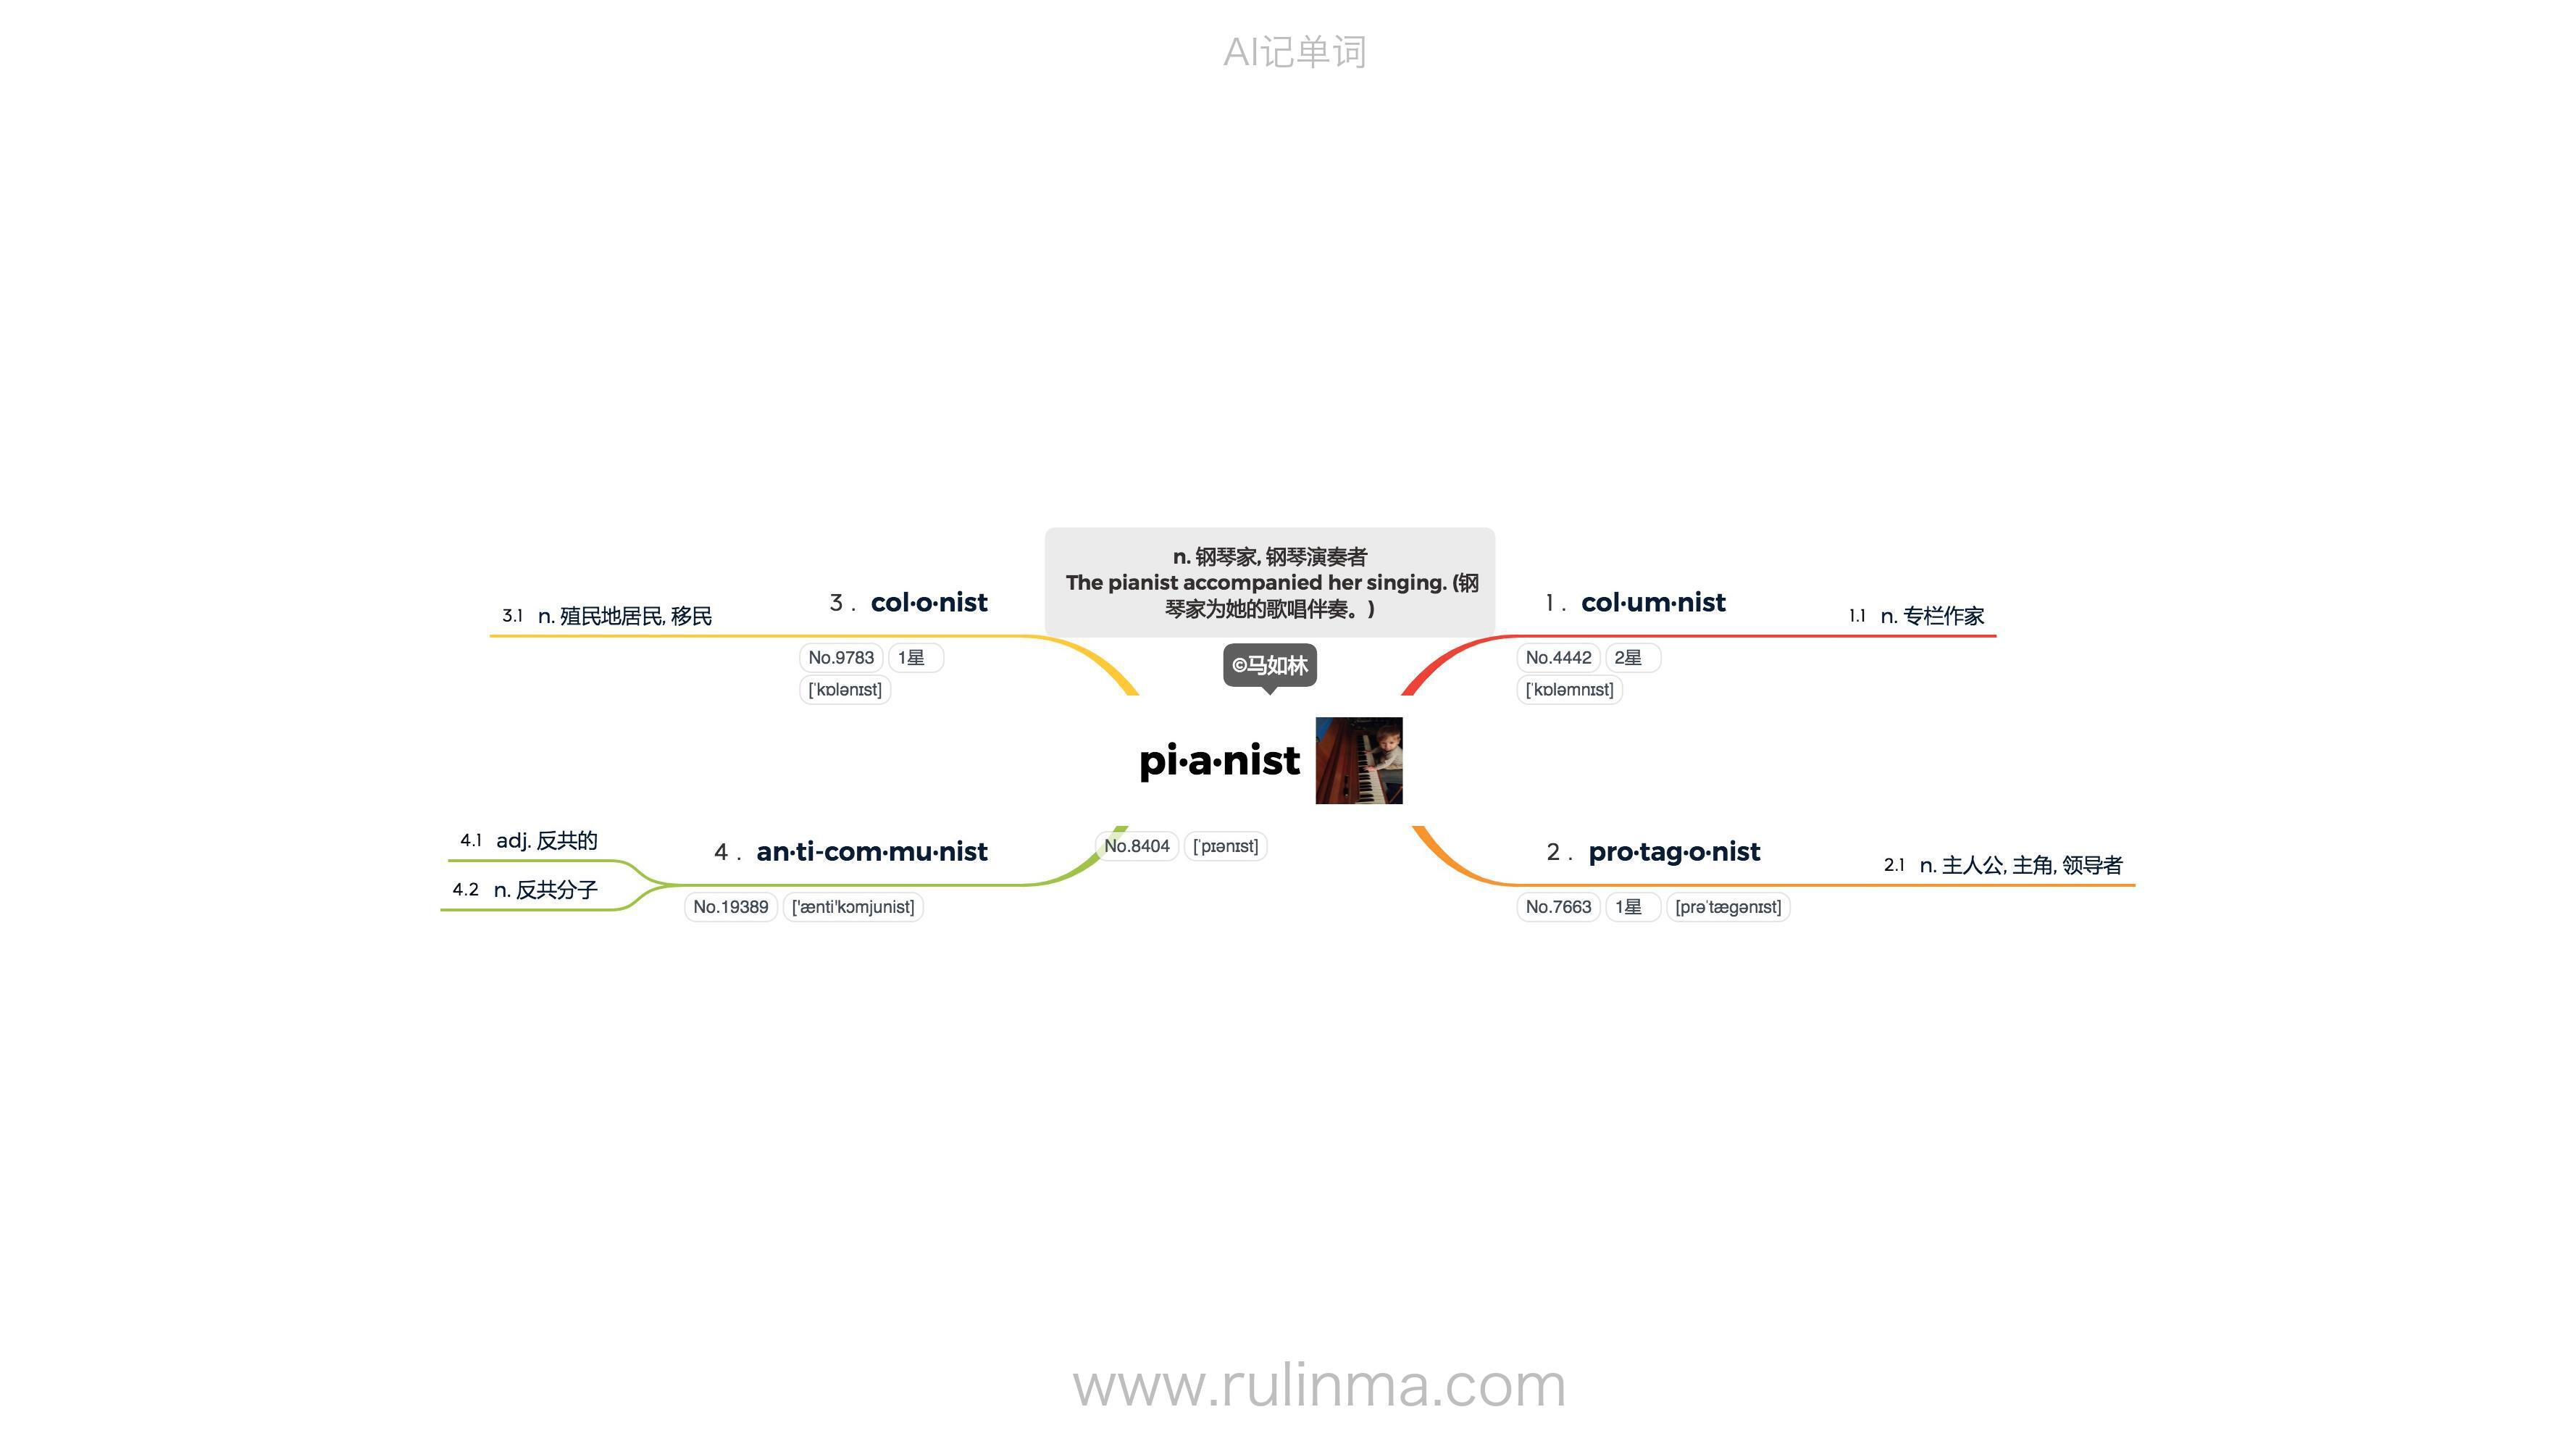 AI记单词
n. 钢琴家, 钢琴演奏者
The pianist accompanied her singing. (钢
琴家为她的歌唱伴奏。)
©马如林
pi·a·nist
No.8404 [ˈpɪənɪst]
1. col·um·nist
No.4442 2星
[ˈkɒləmnɪst]
1.1 n. 专栏作家
2. pro·tag·o·nist
No.7663 1星 [prəˈtæɡənɪst]
2.1 n. 主人公, 主角, 领导者
3. col·o·nist
No.9783 1星
[ˈkɒlənɪst]
3.1 n. 殖民地居民, 移民
4. an·ti-com·mu·nist
No.19389 ['ænti'kɔmjunist]
4.1 adj. 反共的
4.2 n. 反共分子
www.rulinma.com